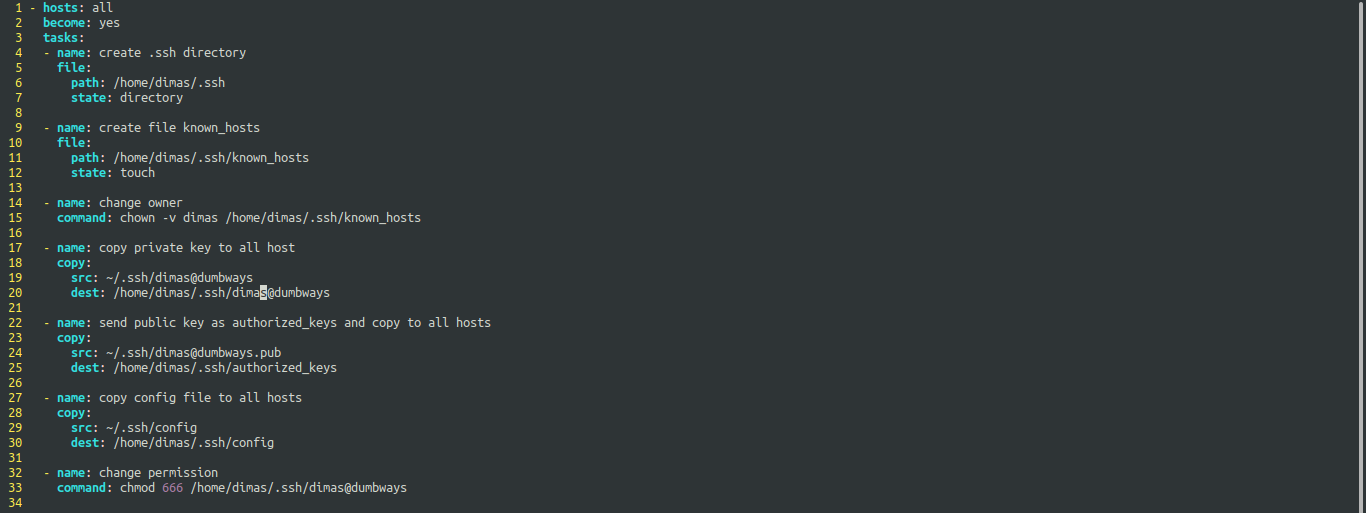 1 - hosts: all
2   become: yes
3   tasks:
4   - name: create .ssh directory
5     file:
6       path: /home/dimas/.ssh
7       state: directory
8
9   - name: create file known_hosts
10     file:
11       path: /home/dimas/.ssh/known_hosts
12       state: touch
13
14   - name: change owner
15     command: chown -v dimas /home/dimas/.ssh/known_hosts
16
17   - name: copy private key to all host
18     copy:
19       src: ~/.ssh/dimas@dumbways
20       dest: /home/dimas/.ssh/dimas@dumbways
21
22   - name: send public key as authorized_keys and copy to all hosts
23     copy:
24       src: ~/.ssh/dimas@dumbways.pub
25       dest: /home/dimas/.ssh/authorized_keys
26
27   - name: copy config file to all hosts
28     copy:
29       src: ~/.ssh/config
30       dest: /home/dimas/.ssh/config
31
32   - name: change permission
33     command: chmod 666 /home/dimas/.ssh/dimas@dumbways
34